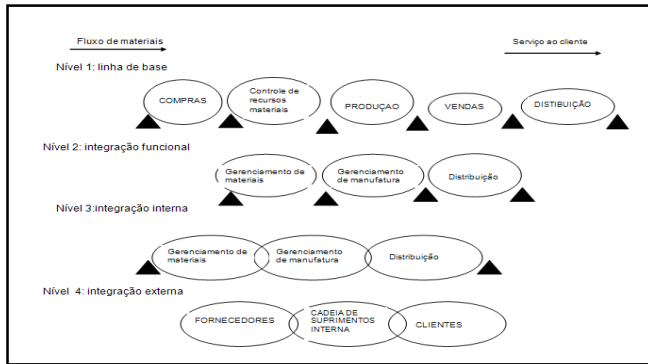 Fluxo de materiais
Serviço ao cliente
Nível 1: linha de base
COMPRAS
Controle de
recursos
materiais
PRODUÇAO
VENDAS
DISTIBUIÇÃO
Nível 2: integração funcional
Gerenciamento de
materiais
Gerenciamento
de manufatura
Distribuição
Nível 3:integração interna
Gerenciamento de
materiais
Gerenciamento
de manufatura
Distribuição
Nível 4: integração externa
FORNECEDORES
CADEIA DE
SUPRIMENTOS
INTERNA
CLIENTES